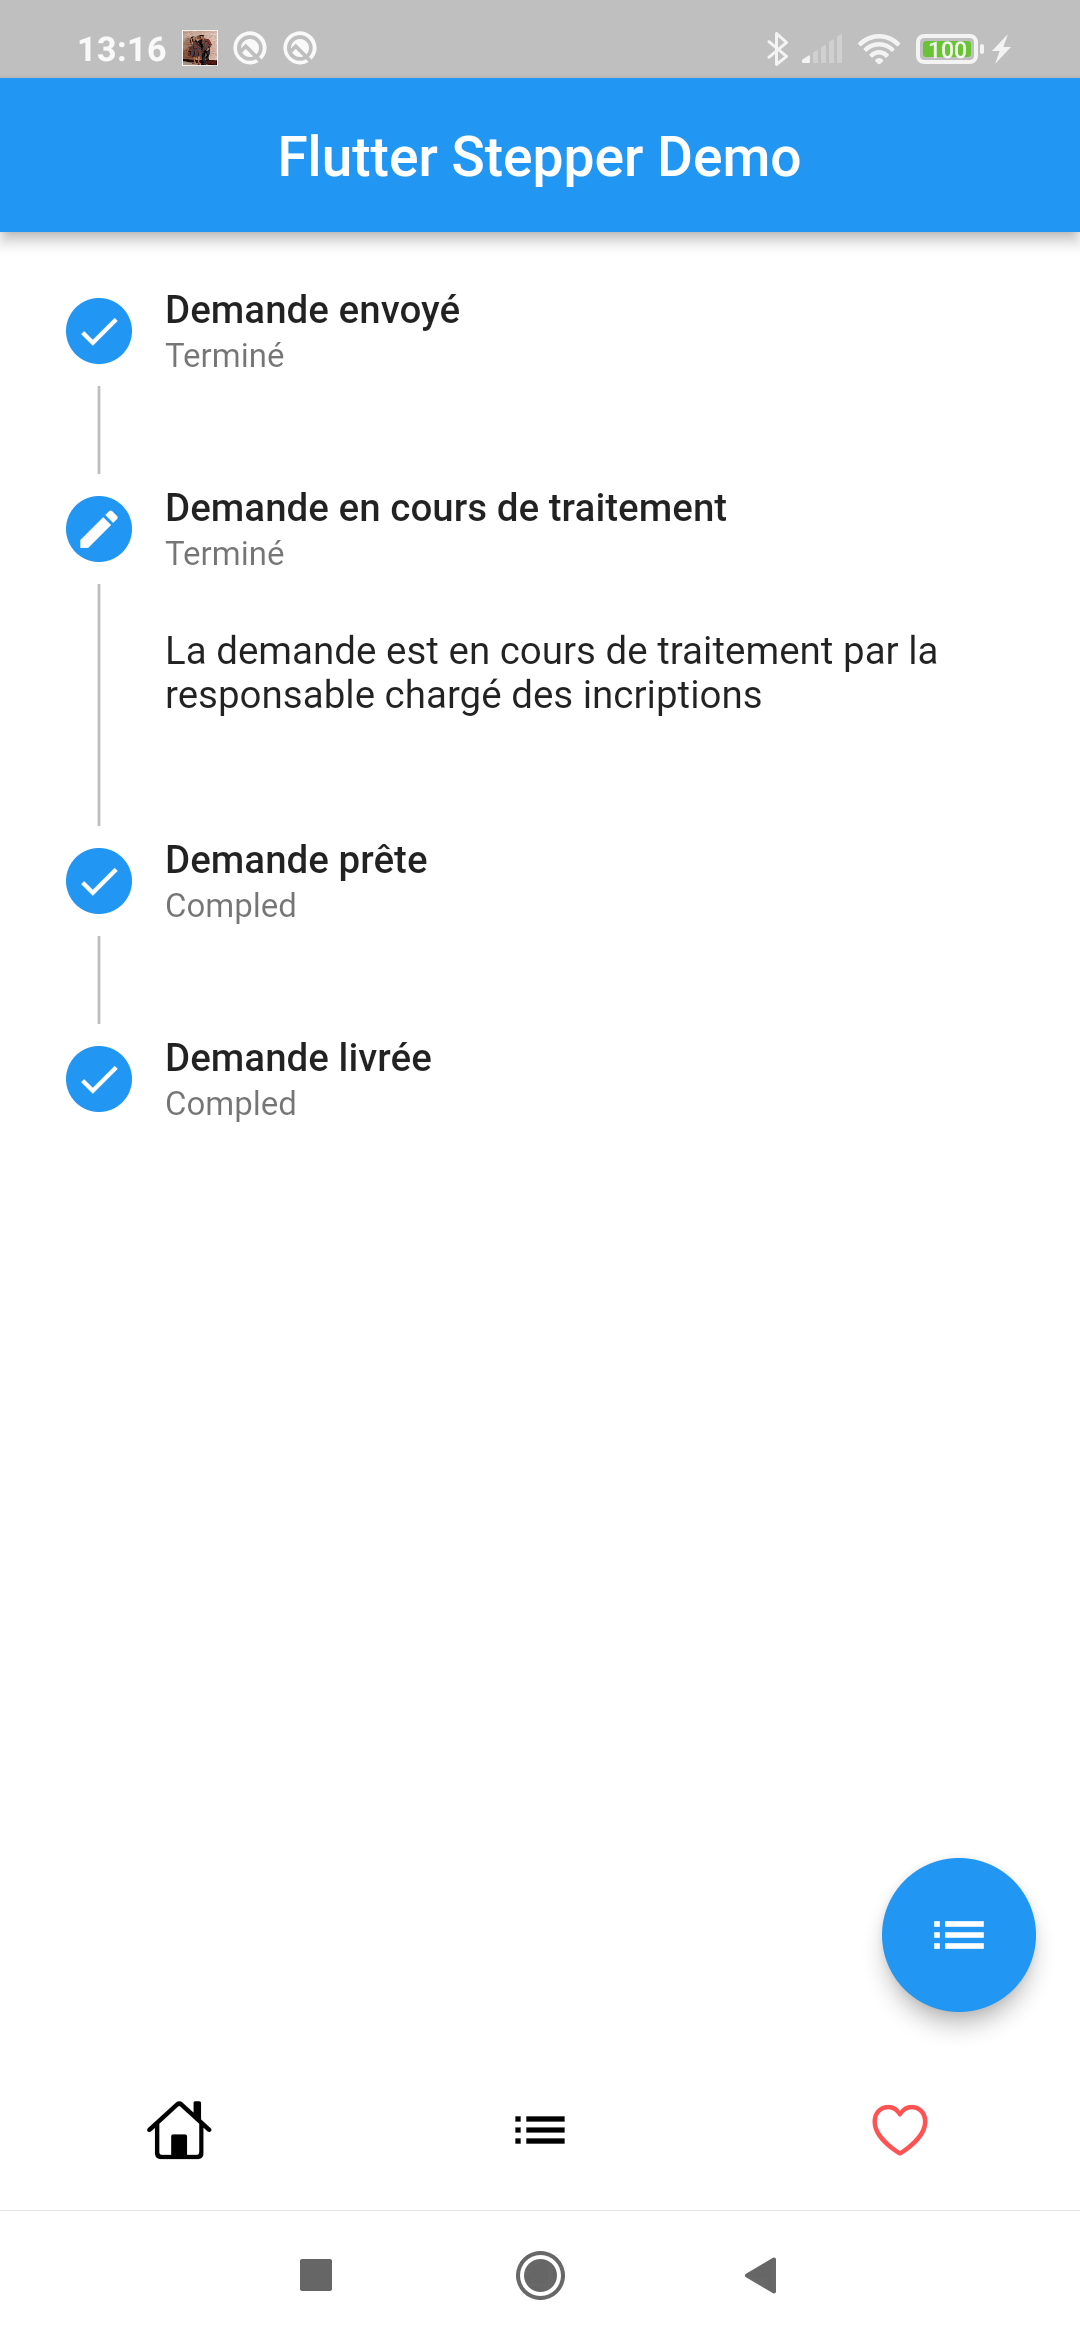 13:16
100
Flutter Stepper Demo
Demande envoyé
Terminé
Demande en cours de traitement
Terminé
La demande est en cours de traitement par la
responsable chargé des incriptions
Demande prête
Compled
Demande livrée
Compled